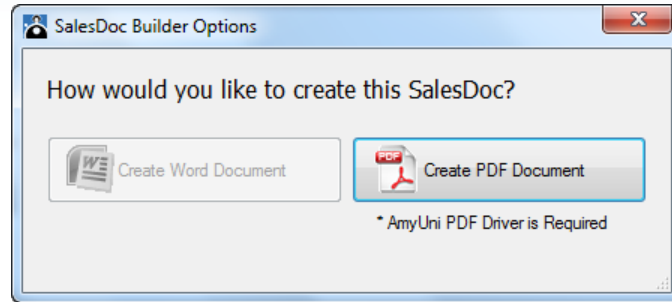 SalesDoc Builder Options
How would you like to create this SalesDoc?
Create Word Document
PDF
Create PDF Document
* AmyUni PDF Driver is Required